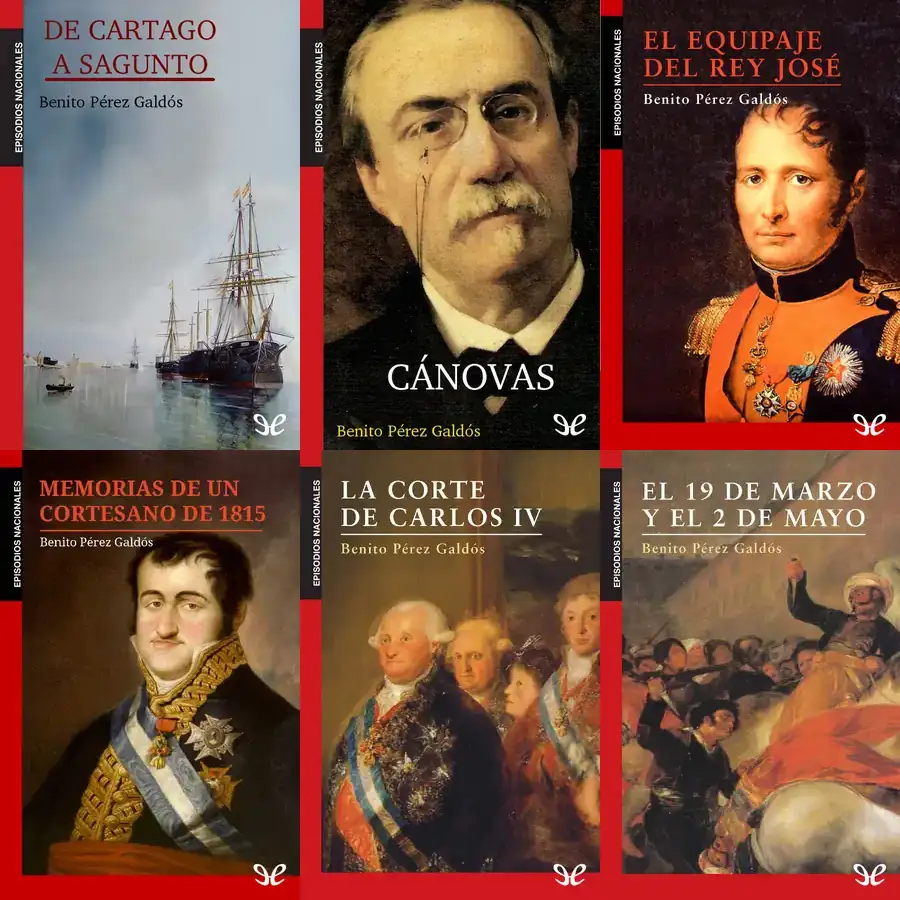 EPISODIOS NACIONALES
DE CARTAGO
A SAGUNTO
Benito Pérez Galdós
EPISODIOS NACIONALES
CÁNOVAS
Benito Pérez Galdós
EPISODIOS NACIONALES
EL EQUIPAJE
DEL REY JOSÉ
Benito Pérez Galdós
EPISODIOS NACIONALES
MEMORIAS DE UN
CORTESANO DE 1815
Benito Pérez Galdós
EPISODIOS NACIONALES
LA CORTE
DE CARLOS IV
Benito Pérez Galdós
EPISODIOS NACIONALES
EL 19 DE MARZO
Y EL 2 DE MAYO
Benito Pérez Galdós